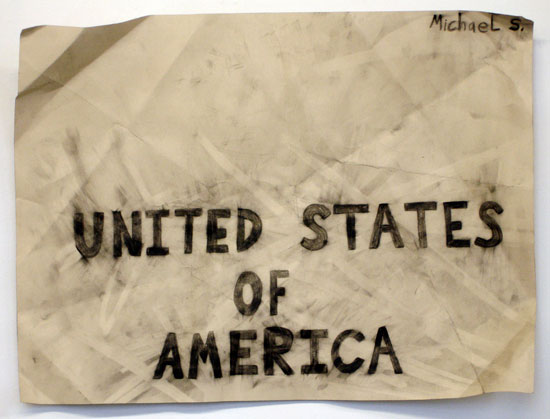 Michael S.
UNITED STATES
OF
AMERICA